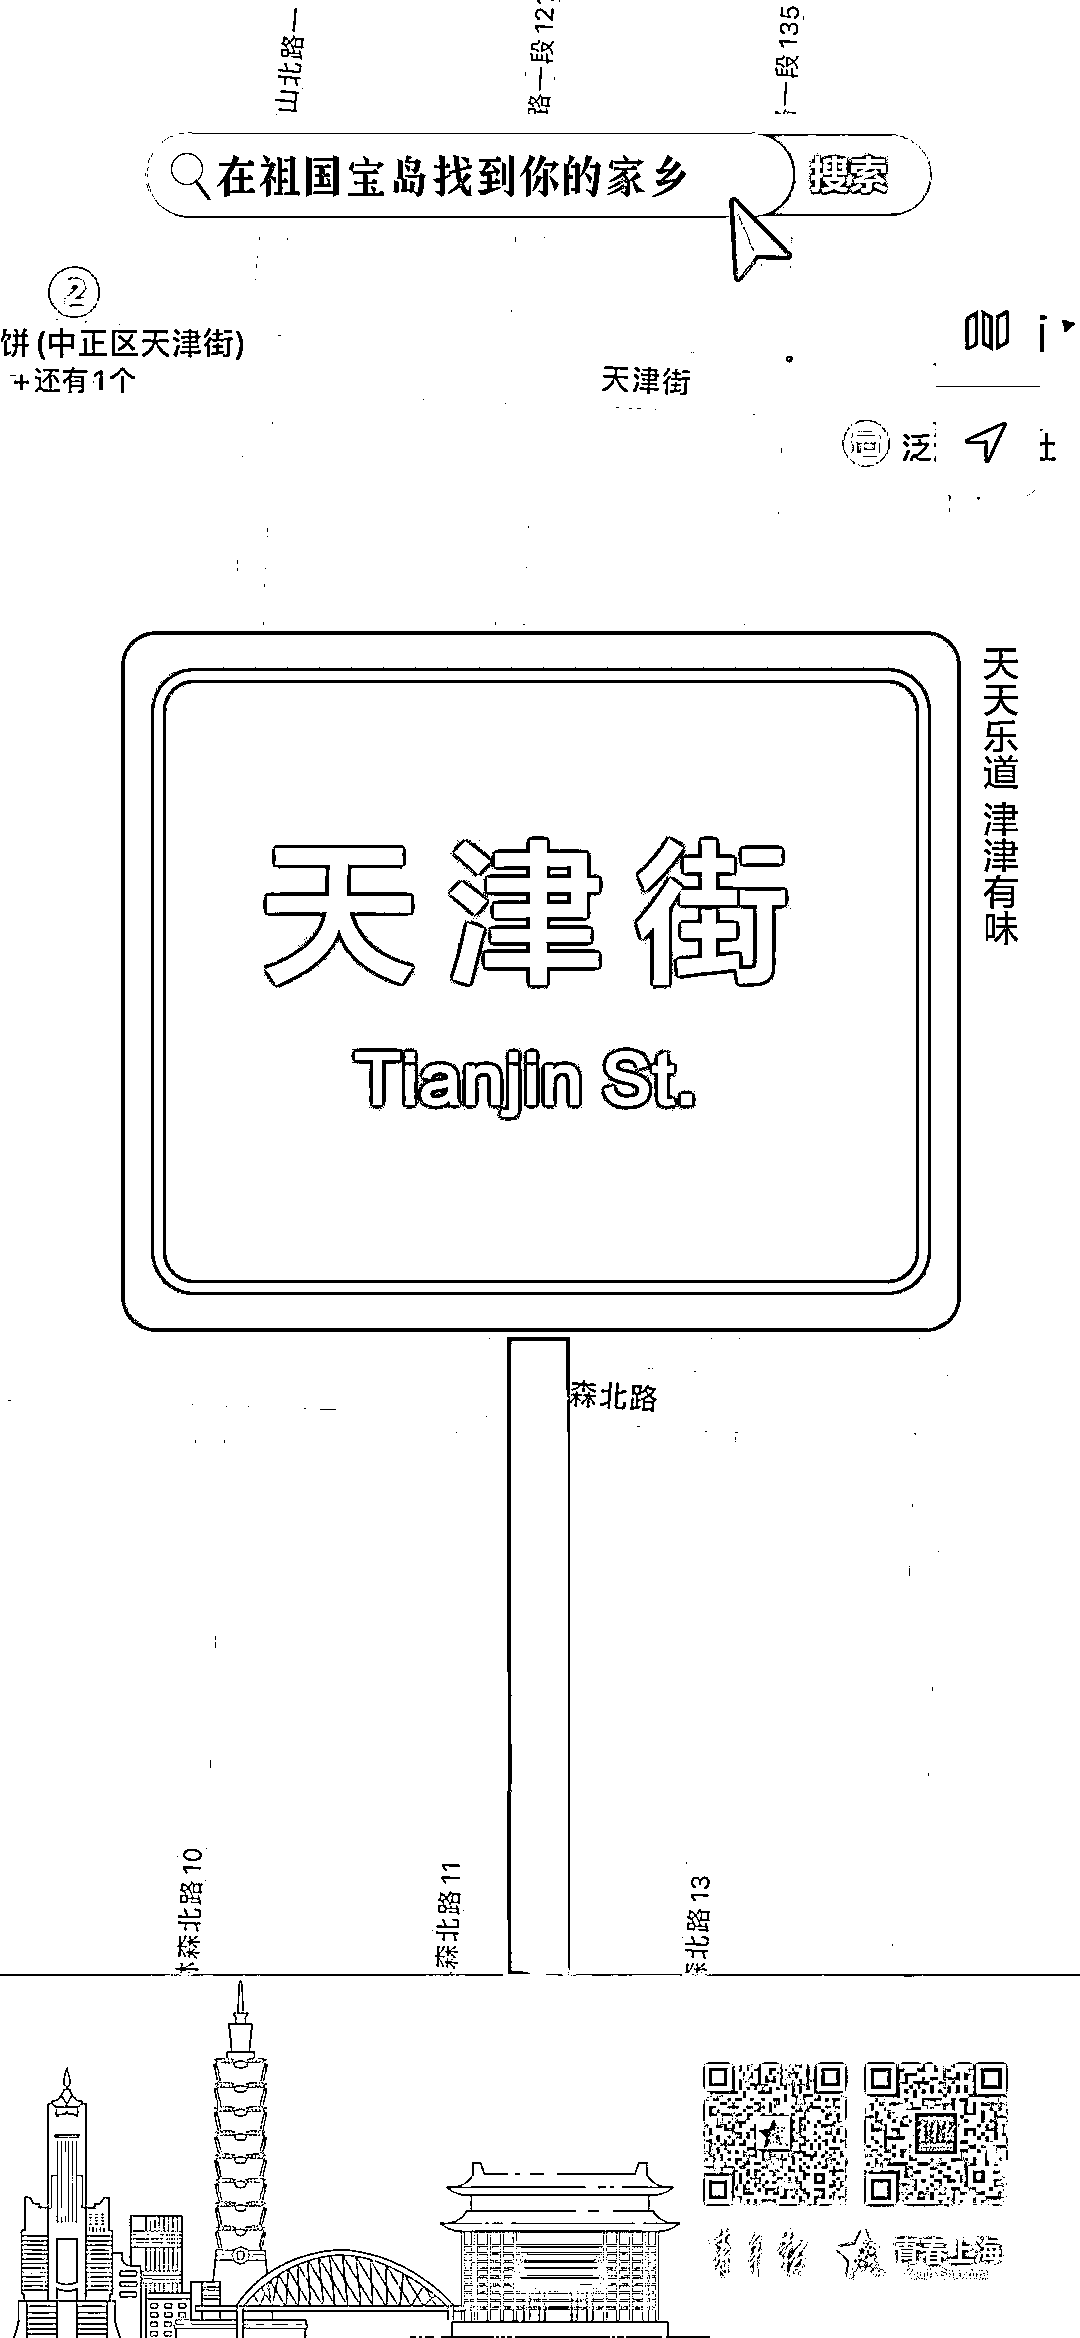 山北路一
路一段 121
一段 135
在祖国宝岛找到你的家乡
搜索
2
饼 (中正区天津街)
+还有1个
天津街
泛
天天乐道 津津有味
天津街
Tianjin St.
森北路
林森北路 10
森北路 11
森北路 13
青春上海